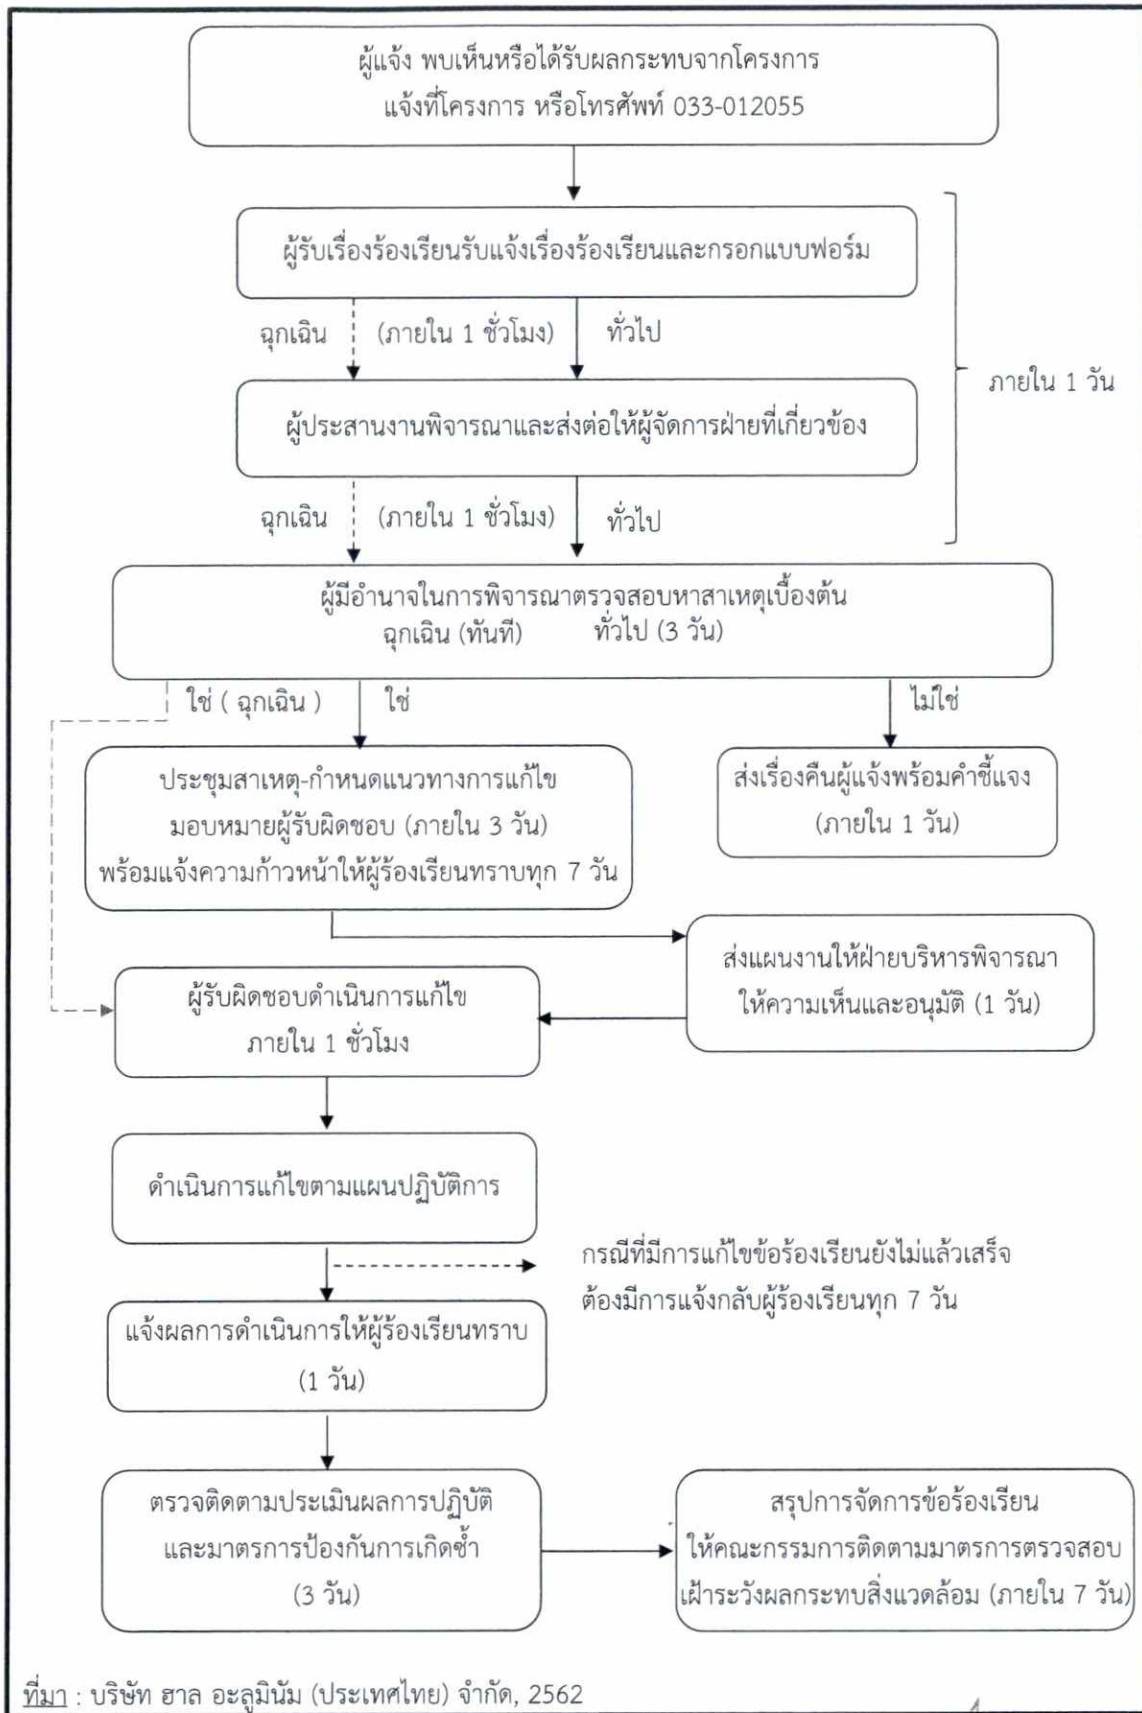 ผู้แจ้ง พบเห็นหรือได้รับผลกระทบจากโครงการ
แจ้งที่โครงการ หรือโทรศัพท์ 033-012055
ผู้รับเรื่องร้องเรียนรับแจ้งเรื่องร้องเรียนและกรอกแบบฟอร์ม
ฉุกเฉิน (ภายใน 1 ชั่วโมง) ทั่วไป
ภายใน 1 วัน
ผู้ประสานงานพิจารณาและส่งต่อให้ผู้จัดการฝ่ายที่เกี่ยวข้อง
ฉุกเฉิน (ภายใน 1 ชั่วโมง) ทั่วไป
ผู้มีอำนาจในการพิจารณาตรวจสอบหาสาเหตุเบื้องต้น
ฉุกเฉิน (ทันที) ทั่วไป (3 วัน)
ใช่ ( ฉุกเฉิน ) ใช่ ไม่ใช่
ประชุมสาเหตุ-กำหนดแนวทางการแก้ไข
มอบหมายผู้รับผิดชอบ (ภายใน 3 วัน)
พร้อมแจ้งความก้าวหน้าให้ผู้ร้องเรียนทราบทุก 7 วัน
ส่งเรื่องคืนผู้แจ้งพร้อมคำชี้แจง
(ภายใน 1 วัน)
ส่งแผนงานให้ฝ่ายบริหารพิจารณา
ให้ความเห็นและอนุมัติ (1 วัน)
ผู้รับผิดชอบดำเนินการแก้ไข
ภายใน 1 ชั่วโมง
ดำเนินการแก้ไขตามแผนปฏิบัติการ
กรณีที่มีการแก้ไขข้อร้องเรียนยังไม่แล้วเสร็จ
ต้องมีการแจ้งกลับผู้ร้องเรียนทุก 7 วัน
แจ้งผลการดำเนินการให้ผู้ร้องเรียนทราบ
(1 วัน)
ตรวจติดตามประเมินผลการปฏิบัติ
และมาตรการป้องกันการเกิดซ้ำ
(3 วัน)
สรุปการจัดการข้อร้องเรียน
ให้คณะกรรมการติดตามมาตรการตรวจสอบ
เฝ้าระวังผลกระทบสิ่งแวดล้อม (ภายใน 7 วัน)
ที่มา : บริษัท ฮาล อะลูมินัม (ประเทศไทย) จำกัด, 2562